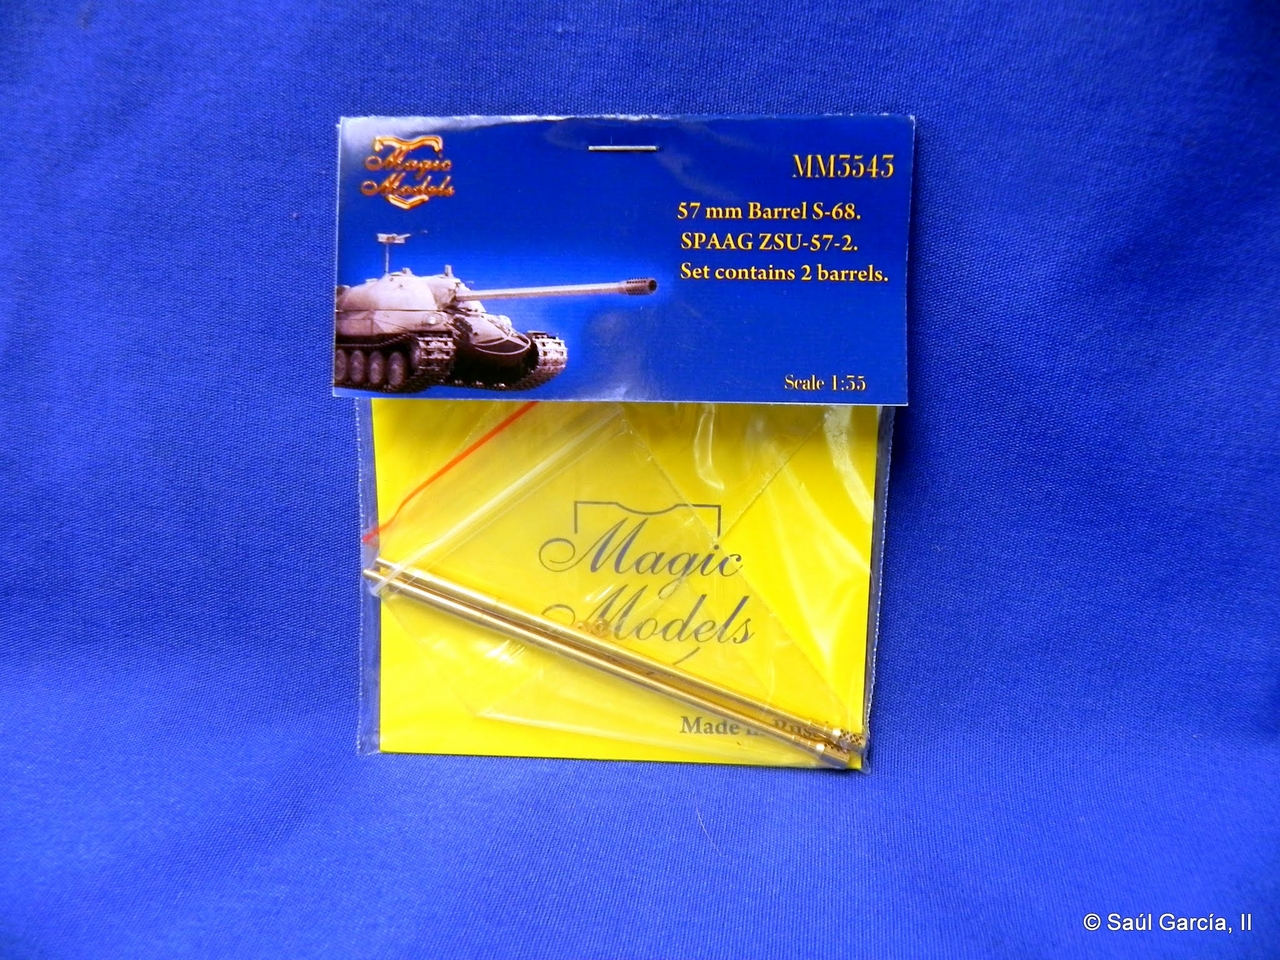 Magic
Models
MM3543
57 mm Barrel S-68.
SPAAG ZSU-57-2.
Set contains 2 barrels.
Scale 1:35
Magic
Models
Made
© Saúl García, II